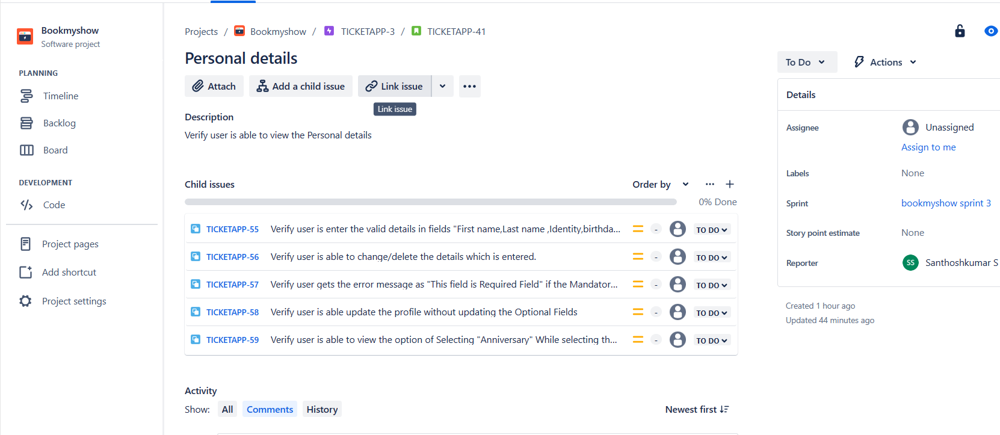 Bookmyshow
Software project
PLANNING
Timeline
Backlog
Board
DEVELOPMENT
Code
Project pages
Add shortcut
Project settings
Projects / Bookmyshow / TICKETAPP-3 / TICKETAPP-41
Personal details
Attach Add a child issue Link issue
Link issue
Description
Verify user is able to view the Personal details
Child issues Order by
0% Done
TICKETAPP-55 Verify user is enter the valid details in fields "First name,Last name ,Identity,birthda... - TO DO
TICKETAPP-56 Verify user is able to change/delete the details which is entered. - TO DO
TICKETAPP-57 Verify user gets the error message as "This field is Required Field" if the Mandator... - TO DO
TICKETAPP-58 Verify user is able update the profile without updating the Optional Fields - TO DO
TICKETAPP-59 Verify user is able to view the option of Selecting "Anniversary" While selecting th... - TO DO
Activity
Show: All Comments History Newest first
To Do Actions
Details
Assignee Unassigned
Assign to me
Labels None
Sprint bookmyshow sprint 3
Story point estimate None
Reporter SS Santhoshkumar S
Created 1 hour ago
Updated 44 minutes ago